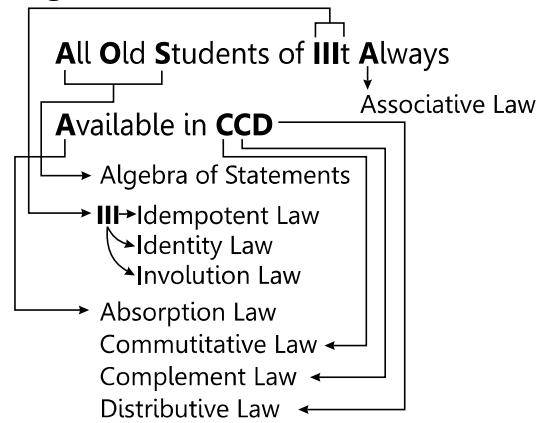 All Old Students of IIIt Always
Associative Law
Available in CCD
Algebra of Statements
III Idempotent Law
Identity Law
Involution Law
Absorption Law
Commutitative Law
Complement Law
Distributive Law